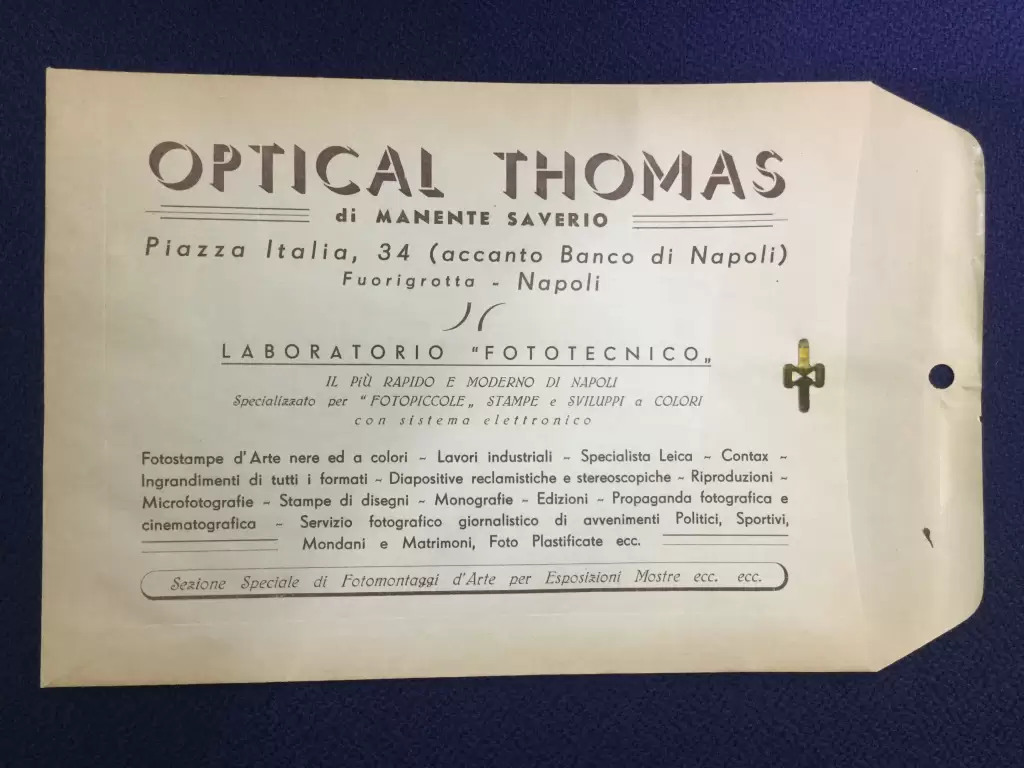 OPTICAL THOMAS
di MANENTE SAVERIO
Piazza Italia, 34 (accanto Banco di Napoli)
Fuorigrotta - Napoli
LABORATORIO "FOTOTECNICO„
IL PIÙ RAPIDO E MODERNO DI NAPOLI
Specializzato per "FOTOPICCOLE„ STAMPE e SVILUPPI a COLORI
con sistema elettronico
Fotostampe d'Arte nere ed a colori ~ Lavori industriali ~ Specialista Leica ~ Contax ~
Ingrandimenti di tutti i formati ~ Diapositive reclamistiche e stereoscopiche ~ Riproduzioni ~
Microfotografie ~ Stampe di disegni ~ Monografie ~ Edizioni ~ Propaganda fotografica e
cinematografica ~ Servizio fotografico giornalistico di avvenimenti Politici, Sportivi,
Mondani e Matrimoni, Foto Plastificate ecc.
Sezione Speciale di Fotomontaggi d'Arte per Esposizioni Mostre ecc. ecc.